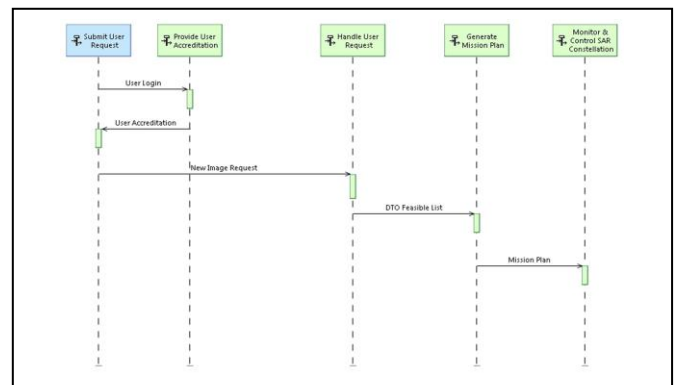 Submit User
Request
Provide User
Accreditation
Handle User
Request
Generate
Mission Plan
Monitor &
Control SAR
Constellation
User Login
User Accreditation
New Image Request
DTO Feasible List
Mission Plan